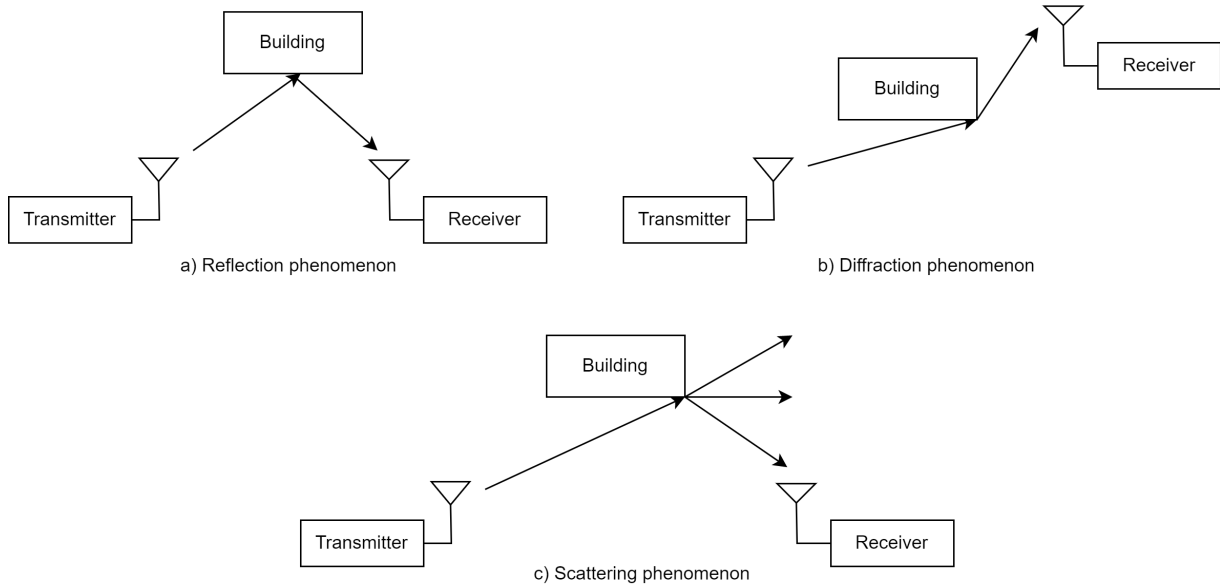 Building
Transmitter
Receiver
a) Reflection phenomenon
Building
Receiver
Transmitter
b) Diffraction phenomenon
Building
Transmitter
Receiver
c) Scattering phenomenon